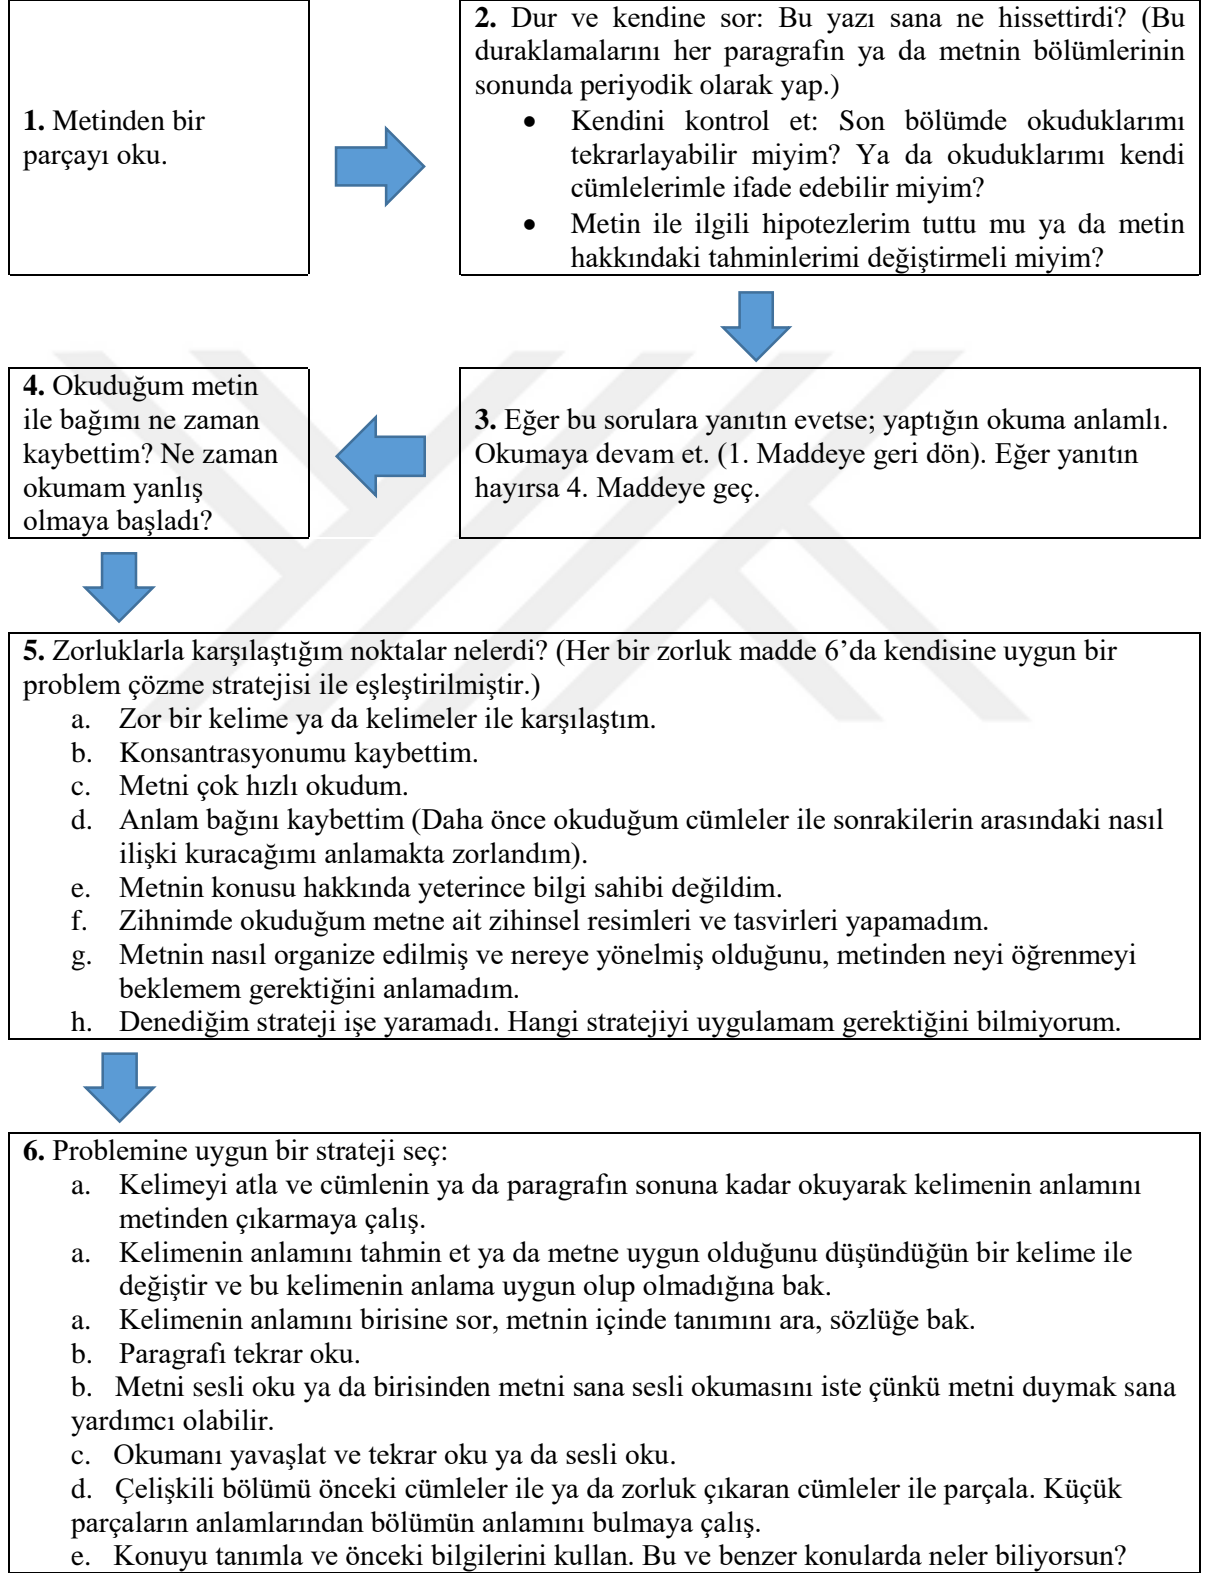 1. Metinden bir
parçayı oku.
2. Dur ve kendine sor: Bu yazı sana ne hissettirdi? (Bu
duraklamalarını her paragrafın ya da metnin bölümlerinin
sonunda periyodik olarak yap.)
• Kendini kontrol et: Son bölümde okuduklarımı
tekrarlayabilir miyim? Ya da okuduklarımı kendi
cümlelerimle ifade edebilir miyim?
• Metin ile ilgili hipotezlerim tuttu mu ya da metin
hakkındaki tahminlerimi değiştirmeli miyim?
3. Eğer bu sorulara yanıtın evetse; yaptığın okuma anlamlı.
Okumaya devam et. (1. Maddeye geri dön). Eğer yanıtın
hayırsa 4. Maddeye geç.
4. Okuduğum metin
ile bağımı ne zaman
kaybettim? Ne zaman
okumam yanlış
olmaya başladı?
5. Zorluklarla karşılaştığım noktalar nelerdi? (Her bir zorluk madde 6’da kendisine uygun bir
problem çözme stratejisi ile eşleştirilmiştir.)
a. Zor bir kelime ya da kelimeler ile karşılaştım.
b. Konsantrasyonumu kaybettim.
c. Metni çok hızlı okudum.
d. Anlam bağını kaybettim (Daha önce okuduğum cümleler ile sonrakilerin arasındaki nasıl
ilişki kuracağımı anlamakta zorlandım).
e. Metnin konusu hakkında yeterince bilgi sahibi değildim.
f. Zihnimde okuduğum metne ait zihinsel resimleri ve tasvirleri yapamadım.
g. Metnin nasıl organize edilmiş ve nereye yönelmiş olduğunu, metinden neyi öğrenmeyi
beklemem gerektiğini anlamadım.
h. Denediğim strateji işe yaramadı. Hangi stratejiyi uygulamam gerektiğini bilmiyorum.
6. Problemine uygun bir strateji seç:
a. Kelimeyi atla ve cümlenin ya da paragrafın sonuna kadar okuyarak kelimenin anlamını
metinden çıkarmaya çalış.
a. Kelimenin anlamını tahmin et ya da metne uygun olduğunu düşündüğün bir kelime ile
değiştir ve bu kelimenin anlama uygun olup olmadığına bak.
a. Kelimenin anlamını birisine sor, metnin içinde tanımını ara, sözlüğe bak.
b. Paragrafı tekrar oku.
b. Metni sesli oku ya da birisinden metni sana sesli okumasını iste çünkü metni duymak sana
yardımcı olabilir.
c. Okumanı yavaşlat ve tekrar oku ya da sesli oku.
d. Çelişkili bölümü önceki cümleler ile ya da zorluk çıkaran cümleler ile parçala. Küçük
parçaların anlamlarından bölümün anlamını bulmaya çalış.
e. Konuyu tanımla ve önceki bilgilerini kullan. Bu ve benzer konularda neler biliyorsun?